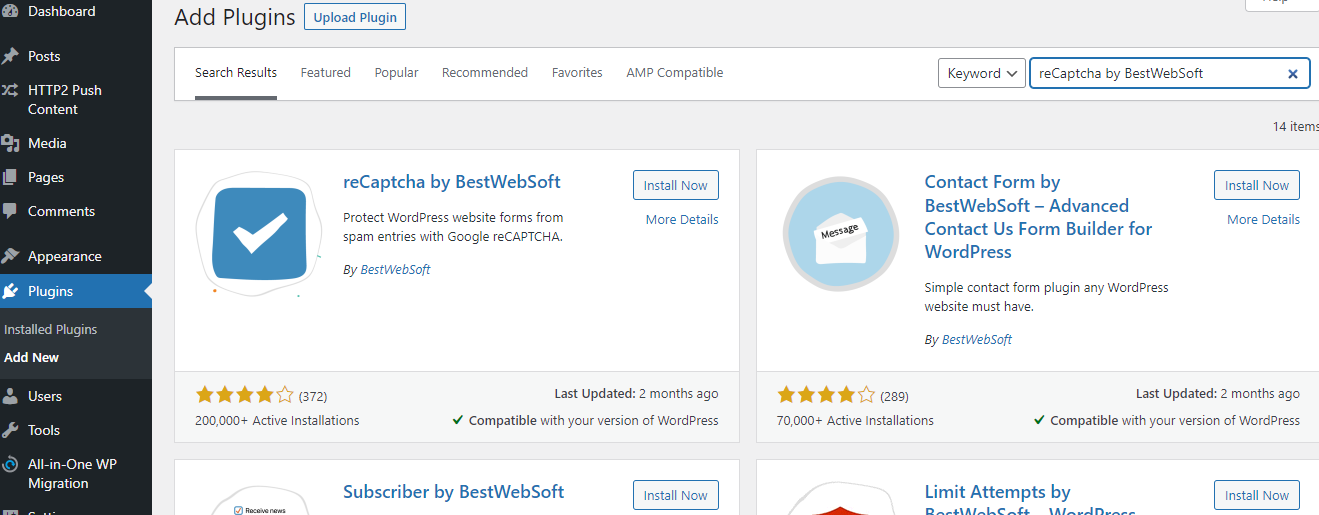 Dashboard
Posts
HTTP2 Push
Content
Media
Pages
Comments
Appearance
Plugins
Installed Plugins
Add New
Users
Tools
All-in-One WP
Migration
Add Plugins
Upload Plugin
Search Results
Featured
Popular
Recommended
Favorites
AMP Compatible
Keyword
reCaptcha by BestWebSoft
14 items
reCaptcha by BestWebSoft
Install Now
More Details
Protect WordPress website forms from
spam entries with Google reCAPTCHA.
By BestWebSoft
(372)
Last Updated: 2 months ago
200,000+ Active Installations
Compatible with your version of WordPress
Message
Contact Form by
BestWebSoft – Advanced
Contact Us Form Builder for
WordPress
Install Now
More Details
Simple contact form plugin any WordPress
website must have.
By BestWebSoft
(289)
Last Updated: 2 months ago
70,000+ Active Installations
Compatible with your version of WordPress
Receive news
Subscriber by BestWebSoft
Install Now
Limit Attempts by
BestWebSoft – WordPress
Install Now